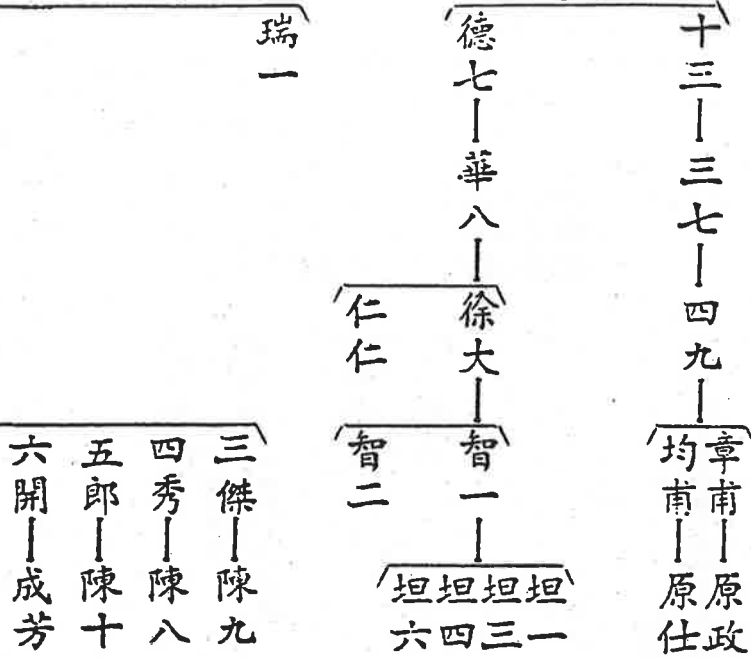 十三—三七—四九
章甫—原政
均甫—原仕
德七—華八
徐大
仁仁
智一
智二
坦一
坦三
坦四
坦六
瑞一
三傑—陳九
四秀—陳八
五郎—陳十
六開—成芳